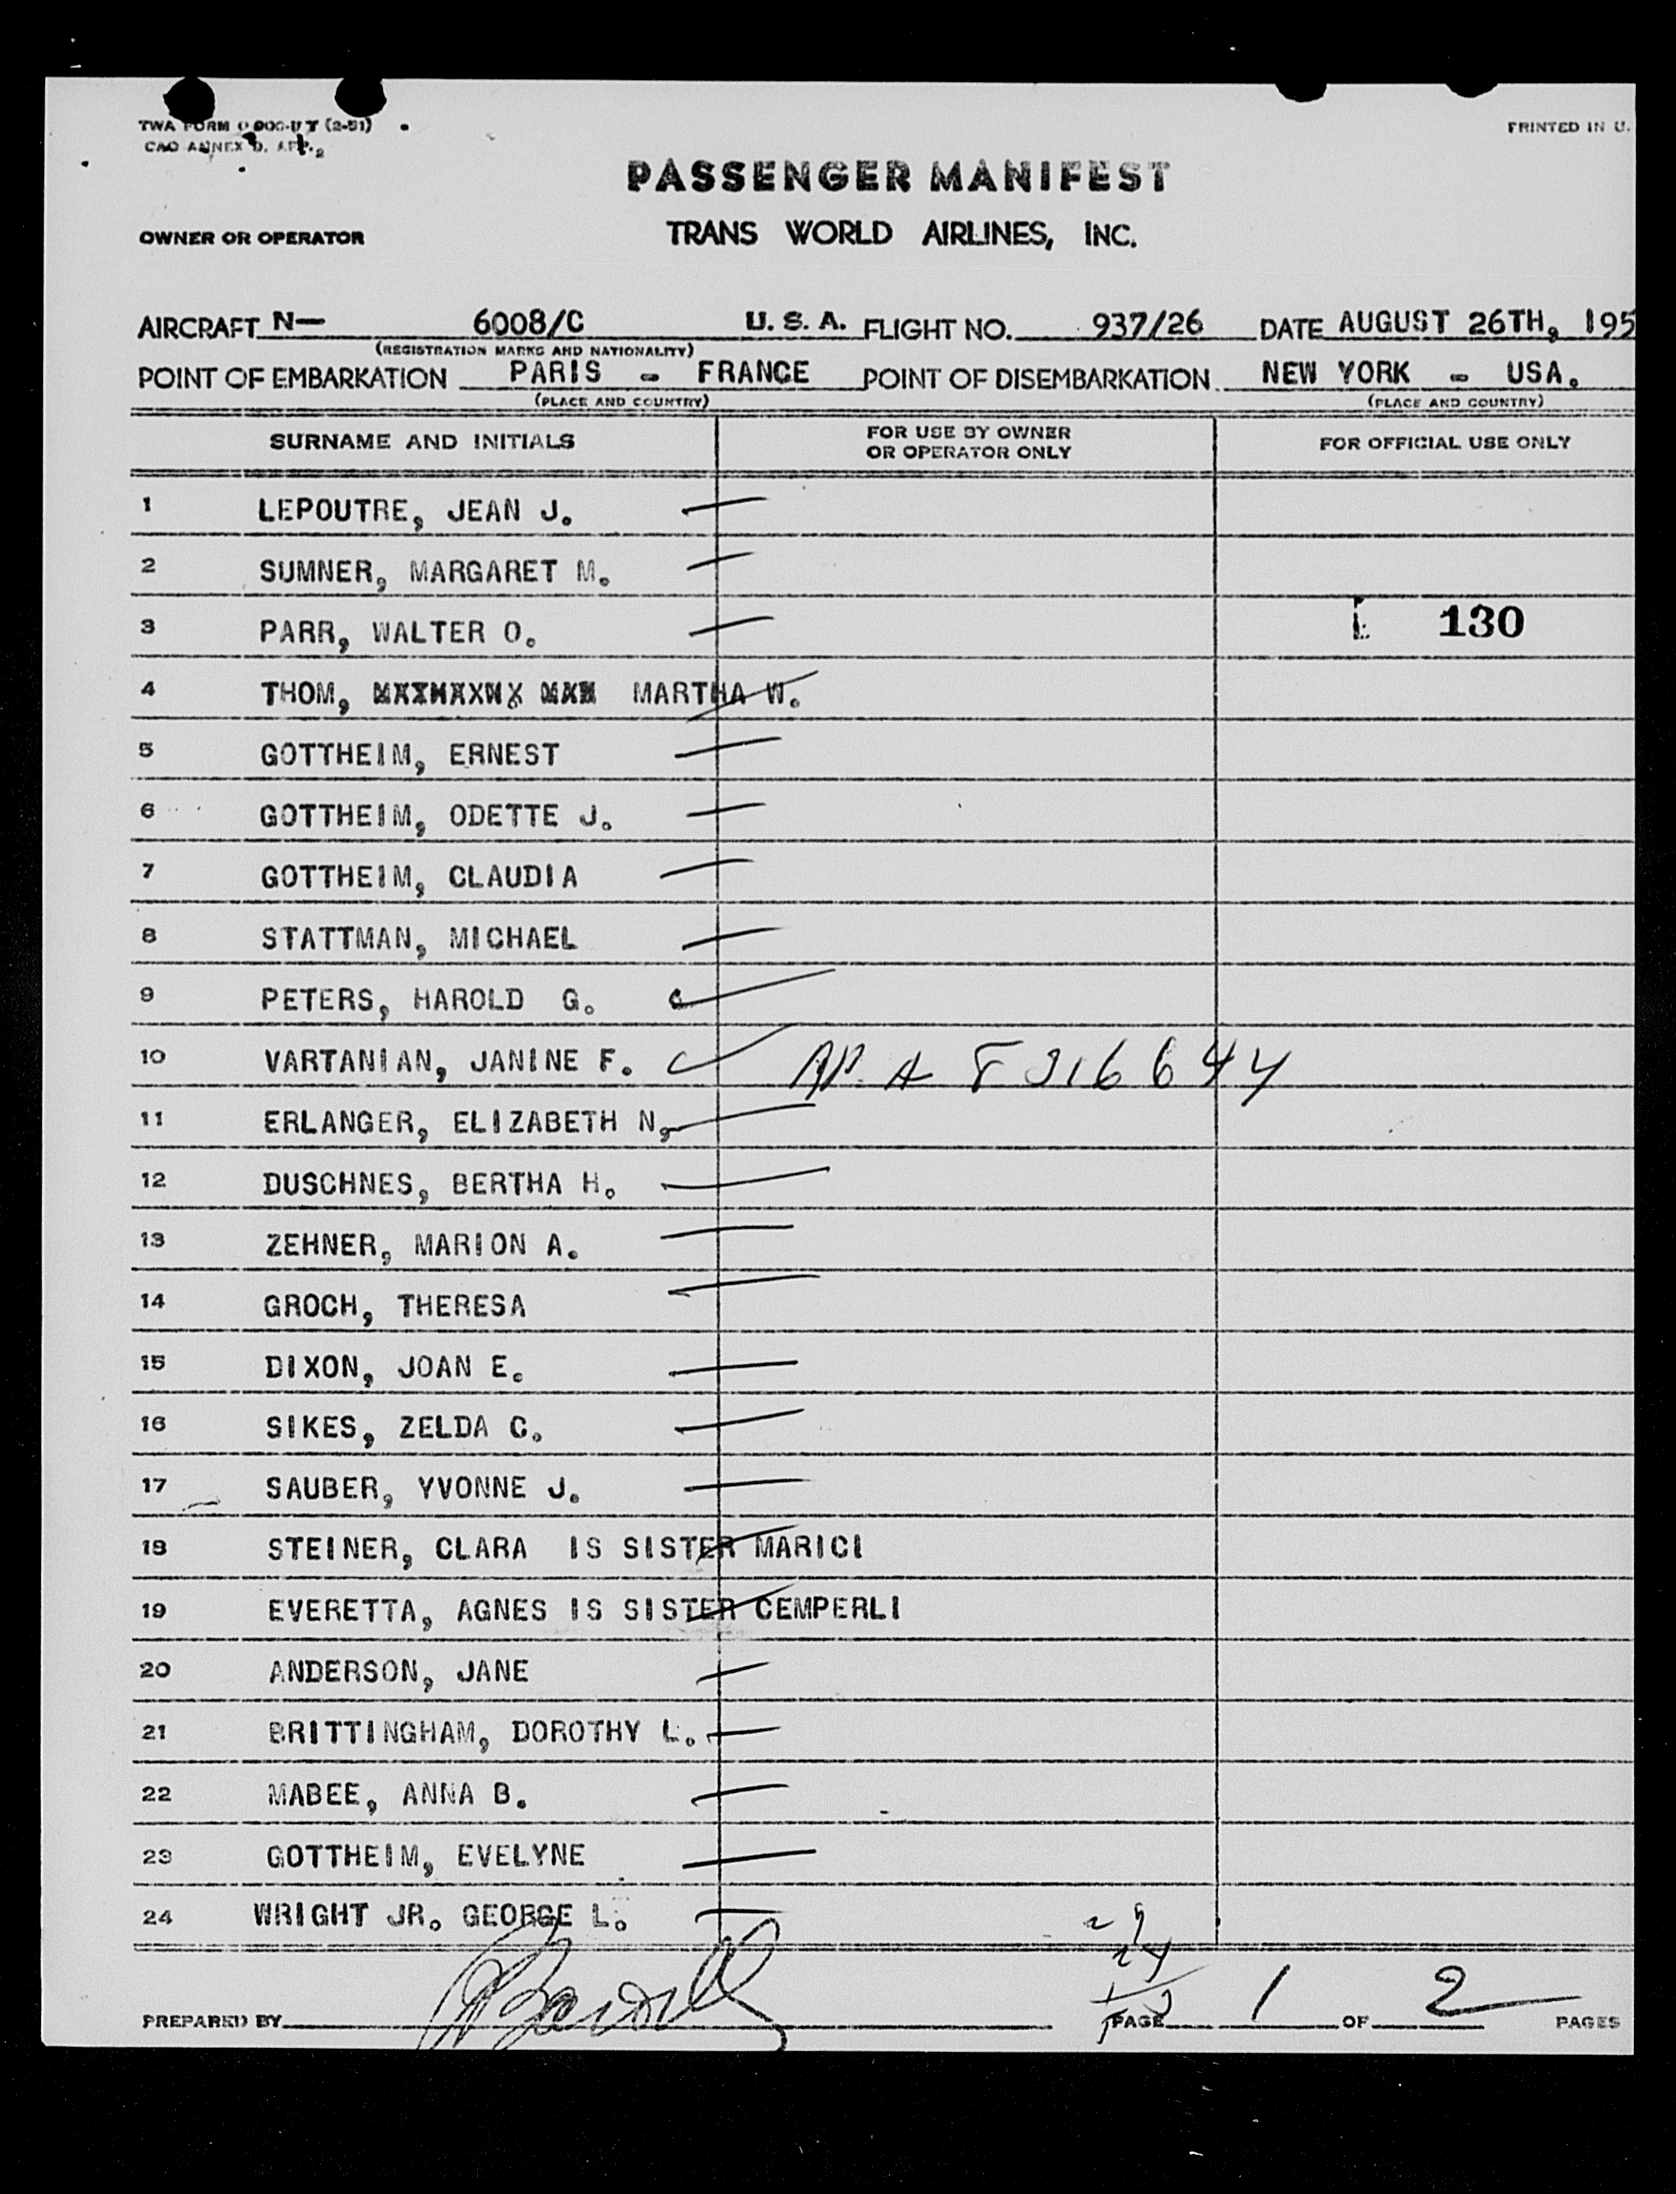 TWA FORM (2-51)
PRINTED IN U.
PASSENGER MANIFEST
OWNER OR OPERATOR TRANS WORLD AIRLINES, INC.
AIRCRAFT N— 6008/C U. S. A. FLIGHT NO. 937/26 DATE AUGUST 26TH, 195
(REGISTRATION MARKS AND NATIONALITY)
POINT OF EMBARKATION PARIS - FRANCE POINT OF DISEMBARKATION NEW YORK - USA.
(PLACE AND COUNTRY) (PLACE AND COUNTRY)
SURNAME AND INITIALS FOR USE BY OWNER OR OPERATOR ONLY FOR OFFICIAL USE ONLY
1 LEPOUTRE, JEAN J.
2 SUMNER, MARGARET M.
3 PARR, WALTER O. 130
4 THOM, MARTHA W.
5 GOTTHEIM, ERNEST
6 GOTTHEIM, ODETTE J.
7 GOTTHEIM, CLAUDIA
8 STATTMAN, MICHAEL
9 PETERS, HAROLD G.
10 VARTANIAN, JANINE F.
11 ERLANGER, ELIZABETH N.
12 DUSCHNES, BERTHA H.
13 ZEHNER, MARION A.
14 GROCH, THERESA
15 DIXON, JOAN E.
16 SIKES, ZELDA C.
17 SAUBER, YVONNE J.
18 STEINER, CLARA IS SISTER MARICI
19 EVERETTA, AGNES IS SISTER CEMPERLI
20 ANDERSON, JANE
21 BRITTINGHAM, DOROTHY L.
22 MABEE, ANNA B.
23 GOTTHEIM, EVELYNE
24 WRIGHT JR. GEORGE L.
PREPARED BY PAGE 1 OF 2 PAGES